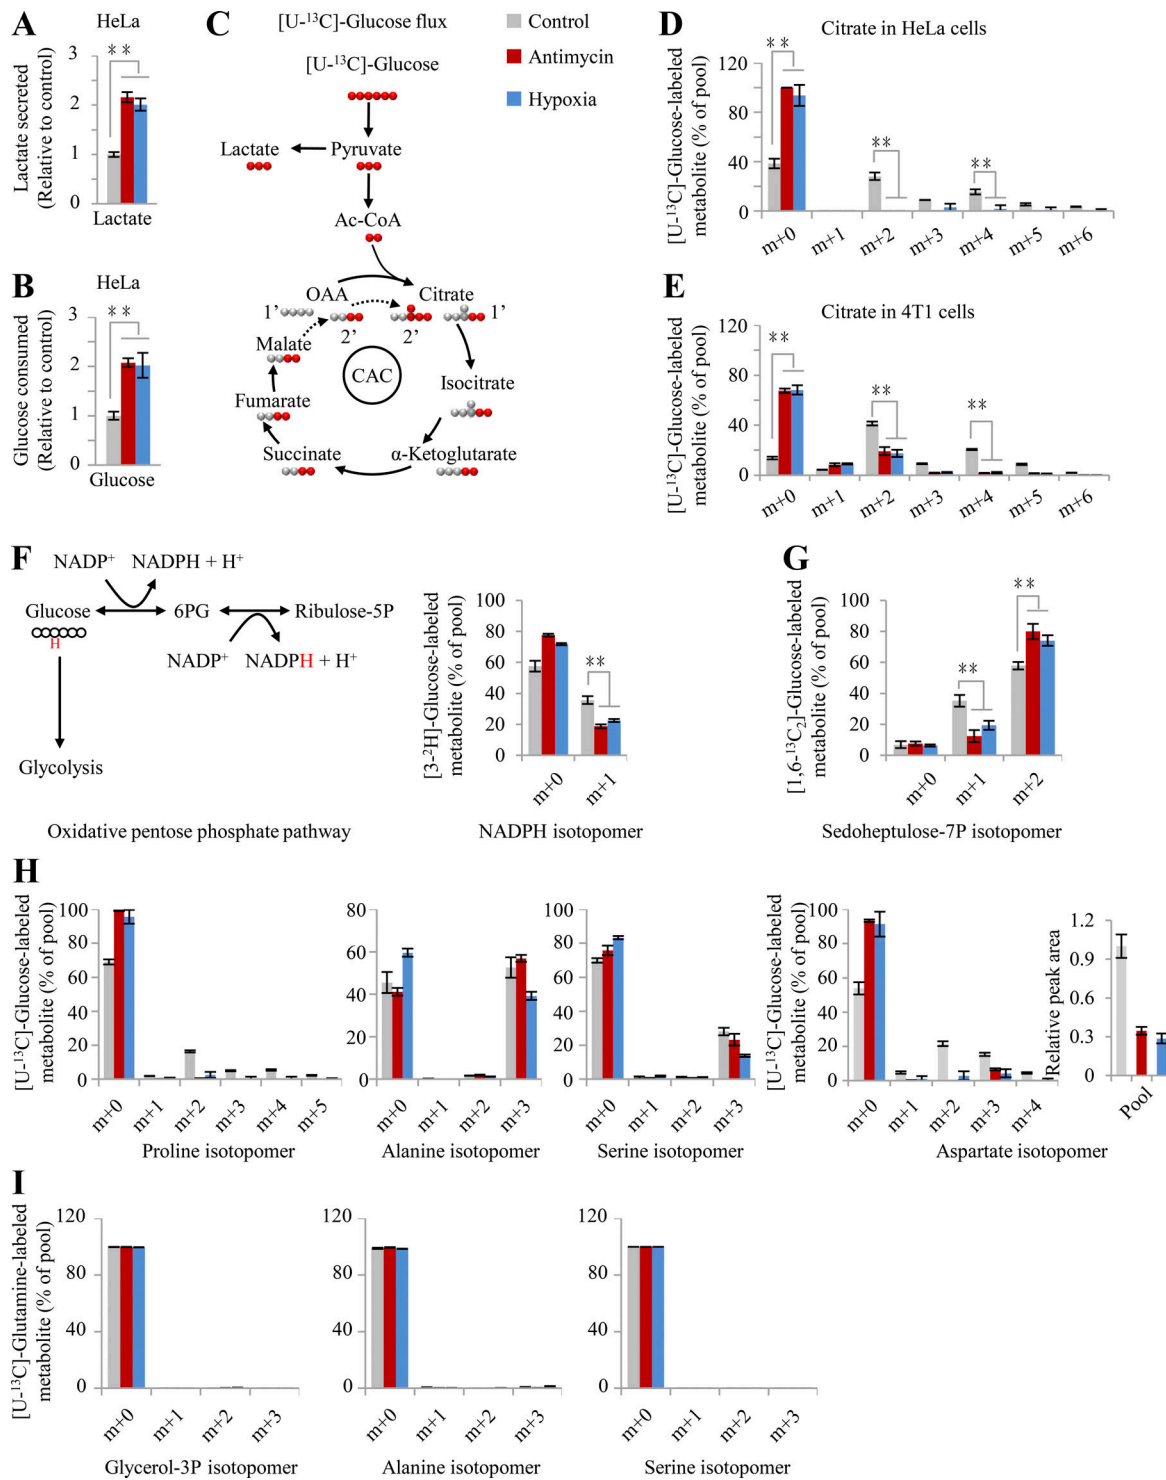 A
HeLa
Lactate secreted
(Relative to control)
3
2
1
0
**
Lactate
B
HeLa
Glucose consumed
(Relative to control)
3
2
1
0
**
Glucose
C
[U-¹³C]-Glucose flux
[U-¹³C]-Glucose
Lactate
Pyruvate
Ac-CoA
OAA
Citrate
1’
2’
2’
1’
Malate
CAC
Isocitrate
Fumarate
Succinate
α-Ketoglutarate
Control
Antimycin
Hypoxia
D
Citrate in HeLa cells
[U-¹³C]-Glucose-labeled
metabolite (% of pool)
120
80
40
0
**
**
**
m+0
m+1
m+2
m+3
m+4
m+5
m+6
E
Citrate in 4T1 cells
[U-¹³C]-Glucose-labeled
metabolite (% of pool)
120
80
40
0
**
**
**
m+0
m+1
m+2
m+3
m+4
m+5
m+6
F
NADP⁺
NADPH + H⁺
Glucose
6PG
Ribulose-5P
H
NADP⁺
NADPH + H⁺
Glycolysis
Oxidative pentose phosphate pathway
[3-²H]-Glucose-labeled
metabolite (% of pool)
100
80
60
40
20
0
**
m+0
m+1
NADPH isotopomer
G
[1,6-¹³C₂]-Glucose-labeled
metabolite (% of pool)
100
80
60
40
20
0
**
**
m+0
m+1
m+2
Sedoheptulose-7P isotopomer
H
[U-¹³C]-Glucose-labeled
metabolite (% of pool)
100
80
60
40
20
0
m+0
m+1
m+2
m+3
m+4
m+5
Proline isotopomer
80
60
40
20
0
m+0
m+1
m+2
m+3
Alanine isotopomer
100
80
60
40
20
0
m+0
m+1
m+2
m+3
Serine isotopomer
[U-¹³C]-Glucose-labeled
metabolite (% of pool)
100
80
60
40
20
0
m+0
m+1
m+2
m+3
m+4
Aspartate isotopomer
Relative peak area
1.2
0.9
0.6
0.3
0
Pool
I
[U-¹³C]-Glutamine-labeled
metabolite (% of pool)
120
80
40
0
m+0
m+1
m+2
m+3
Glycerol-3P isotopomer
120
80
40
0
m+0
m+1
m+2
m+3
Alanine isotopomer
120
80
40
0
m+0
m+1
m+2
m+3
Serine isotopomer